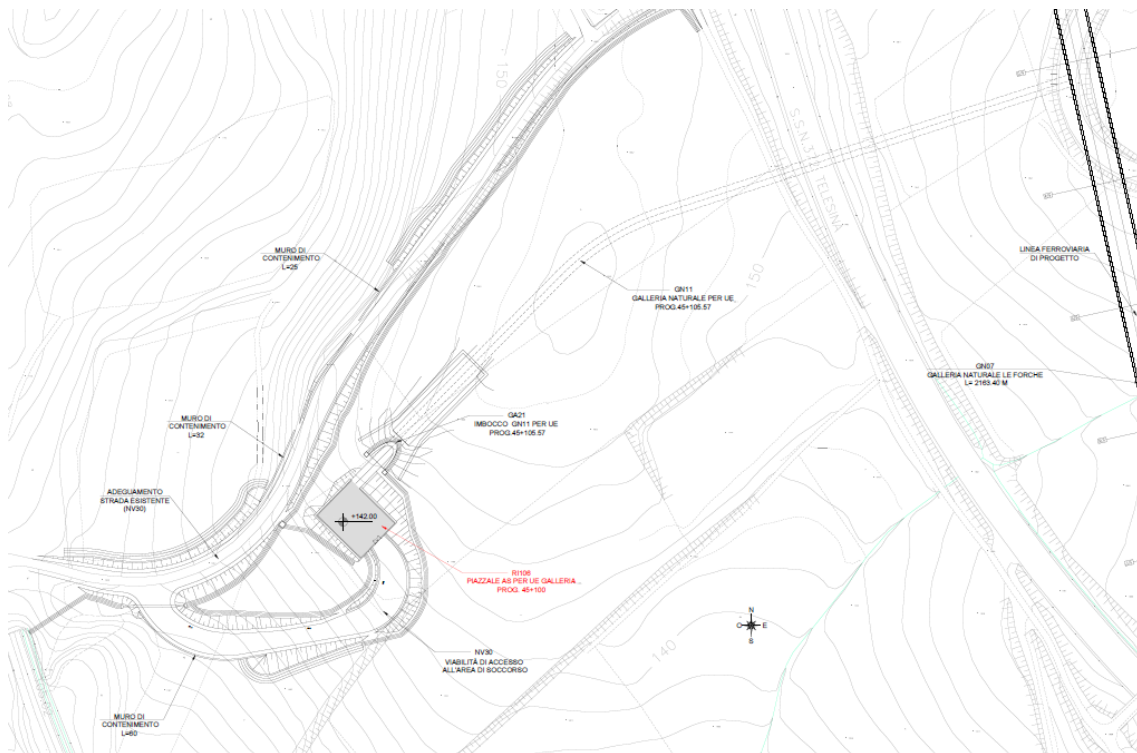 150
S.S.N.
MURO DI
CONTENIMENTO
L=25
LINEA FERROVIARIA
DI PROGETTO
150
GN11
GALLERIA NATURALE PER UE
PROG.45+105.57
GN07
GALLERIA NATURALE LE FORCHE
L= 2163.40 M
MURO DI
CONTENIMENTO
L=32
GA21
IMBOCCO GN11 PER UE
PROG.45+105.57
ADEGUAMENTO
STRADA ESISTENTE
(NV30)
+142.00
RI106
PIAZZALE AS PER UE GALLERIA
PROG. 45+100
N
O E
S
NV30
VIABILITÀ DI ACCESSO
ALL'AREA DI SOCCORSO
140
MURO DI
CONTENIMENTO
L=60